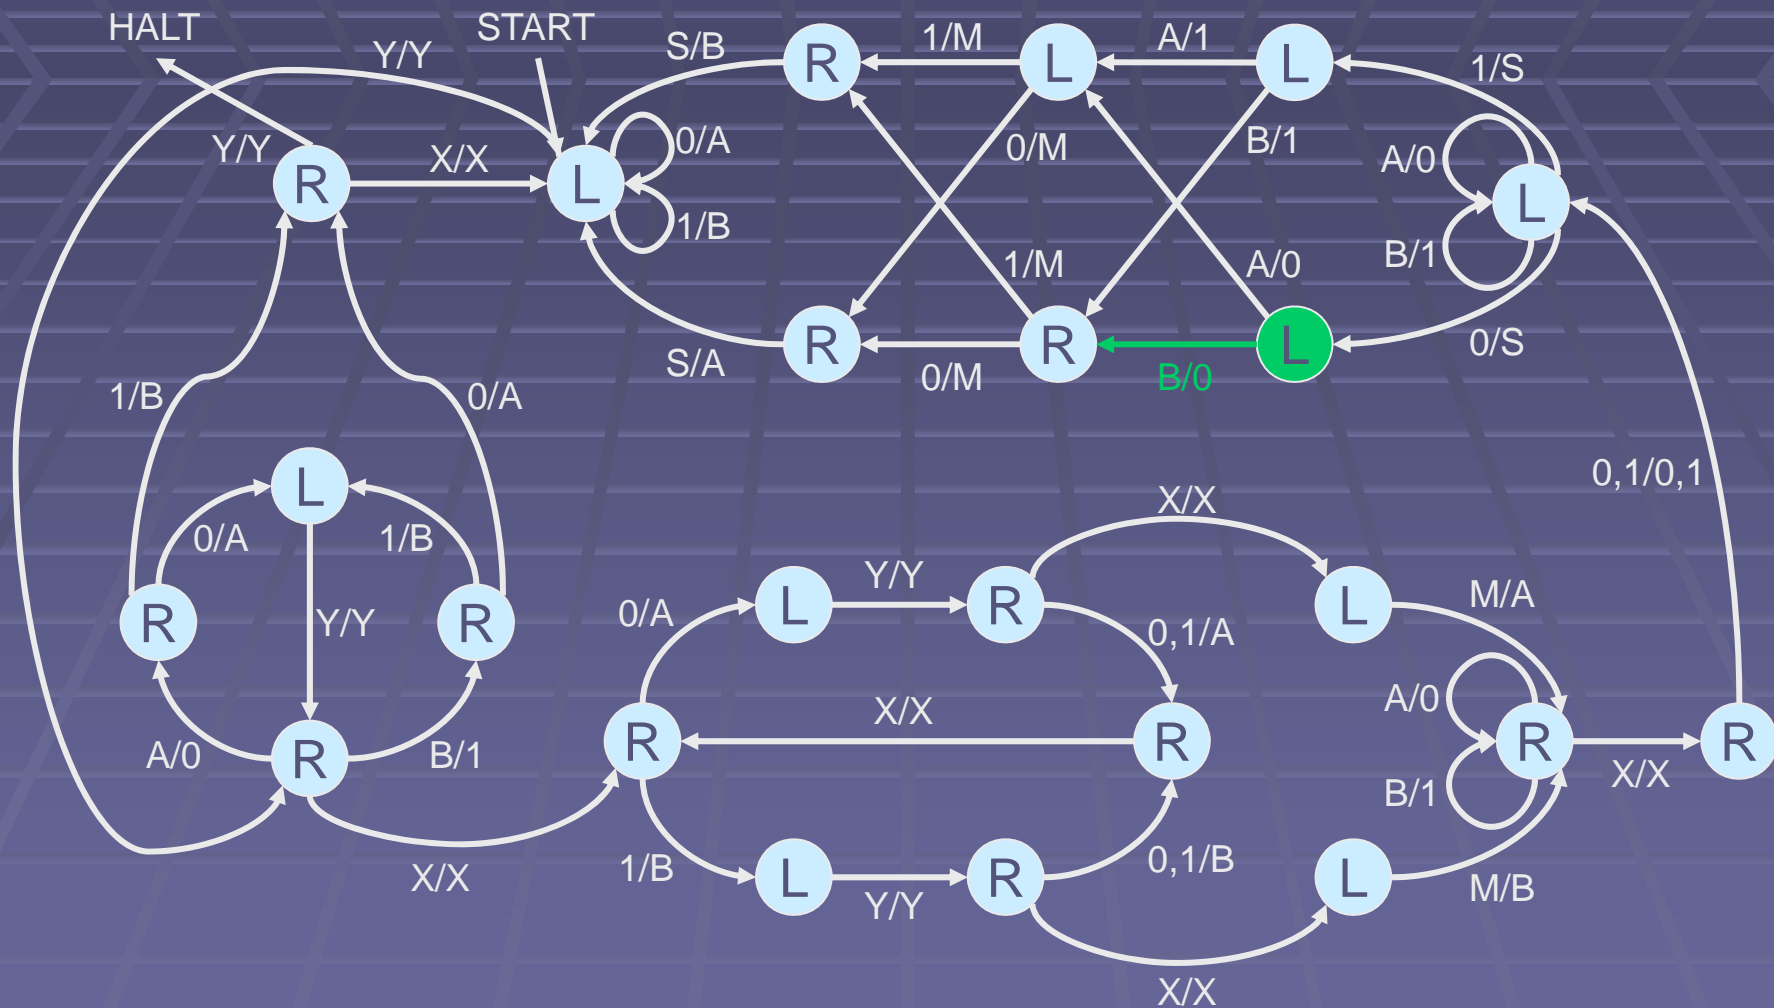 HALT
START
Y/Y
S/B
R
1/M
L
A/1
L
1/S
Y/Y
R
X/X
L
0/A
1/B
0/M
B/1
A/0
B/1
L
1/M
A/0
S/A
R
0/M
R
B/0
L
0/S
1/B
0/A
0,1/0,1
L
0/A
1/B
X/X
R
Y/Y
R
0/A
L
Y/Y
R
0,1/A
L
M/A
A/0
R
B/1
X/X
R
X/X
R
A/0
B/1
R
X/X
R
B/1
1/B
L
Y/Y
R
0,1/B
L
M/B
X/X